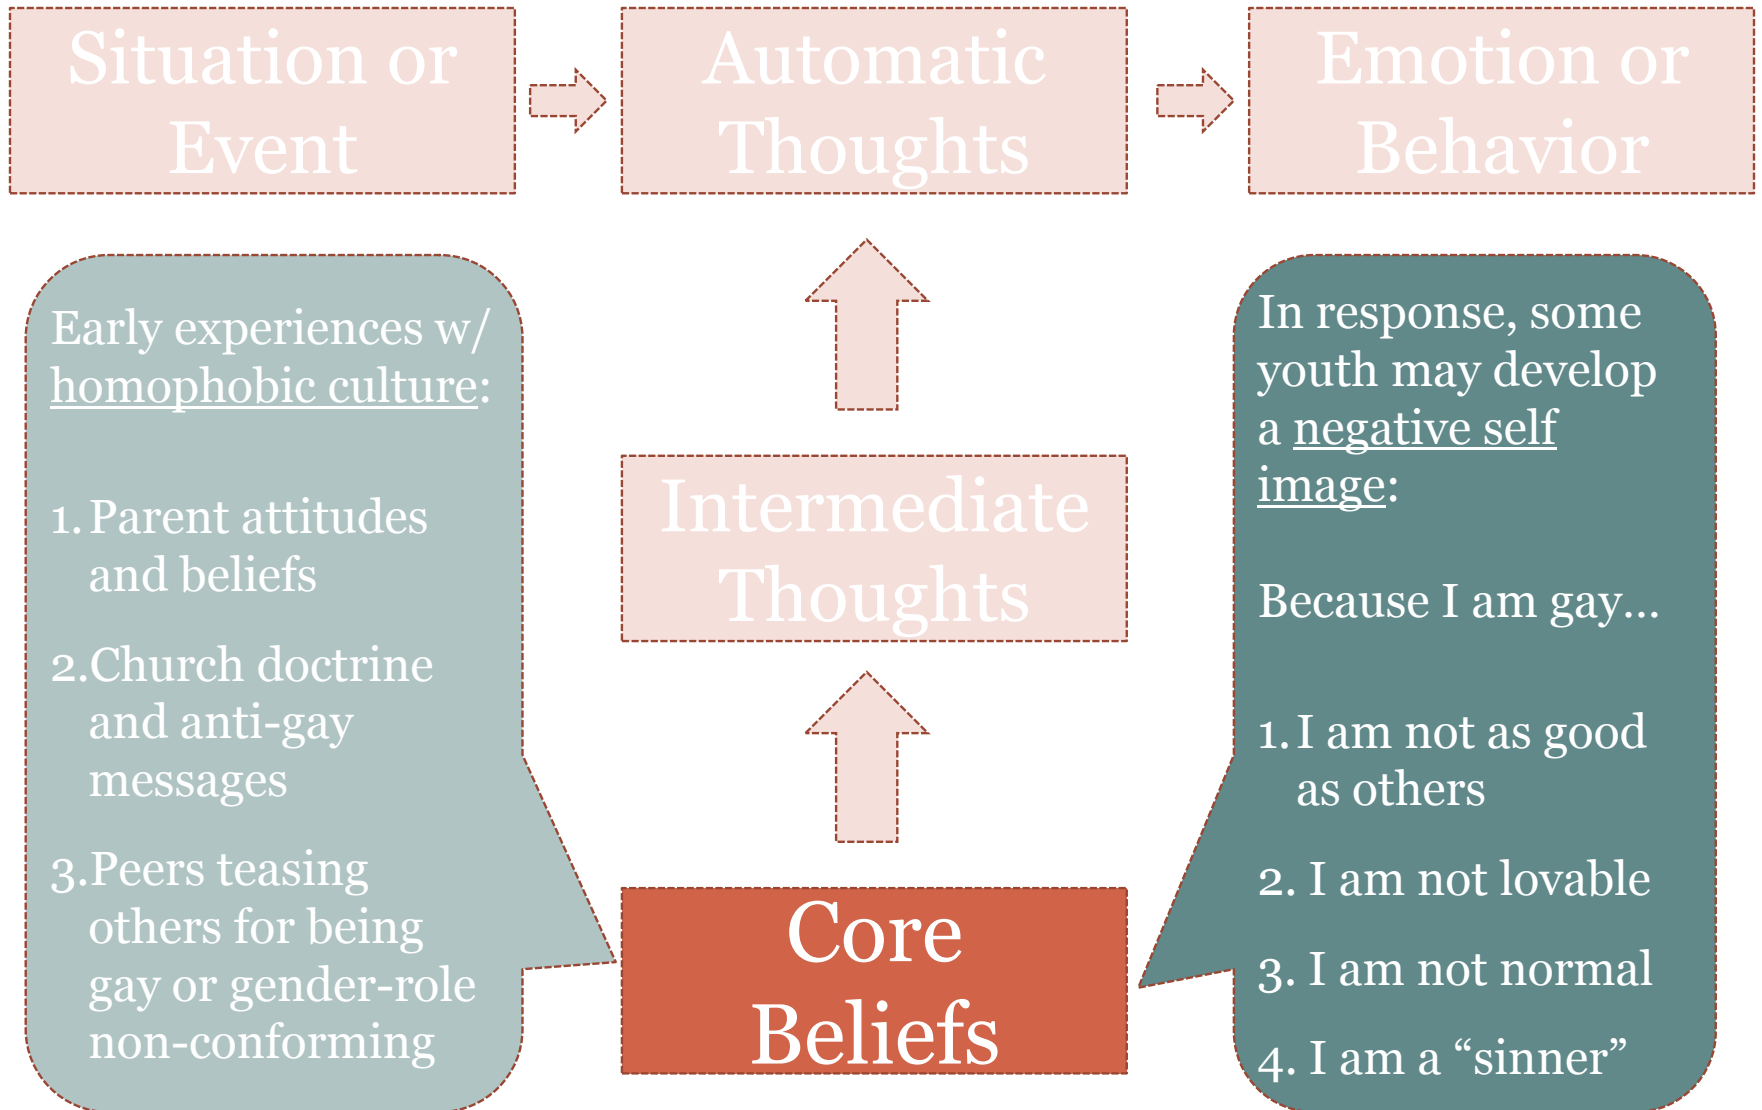 Situation or
Event
Automatic
Thoughts
Emotion or
Behavior
Early experiences w/
homophobic culture:
1. Parent attitudes
and beliefs
2.Church doctrine
and anti-gay
messages
3.Peers teasing
others for being
gay or gender-role
non-conforming
Intermediate
Thoughts
Core
Beliefs
In response, some
youth may develop
a negative self
image:
Because I am gay…
1. I am not as good
as others
2. I am not lovable
3. I am not normal
4. I am a “sinner”